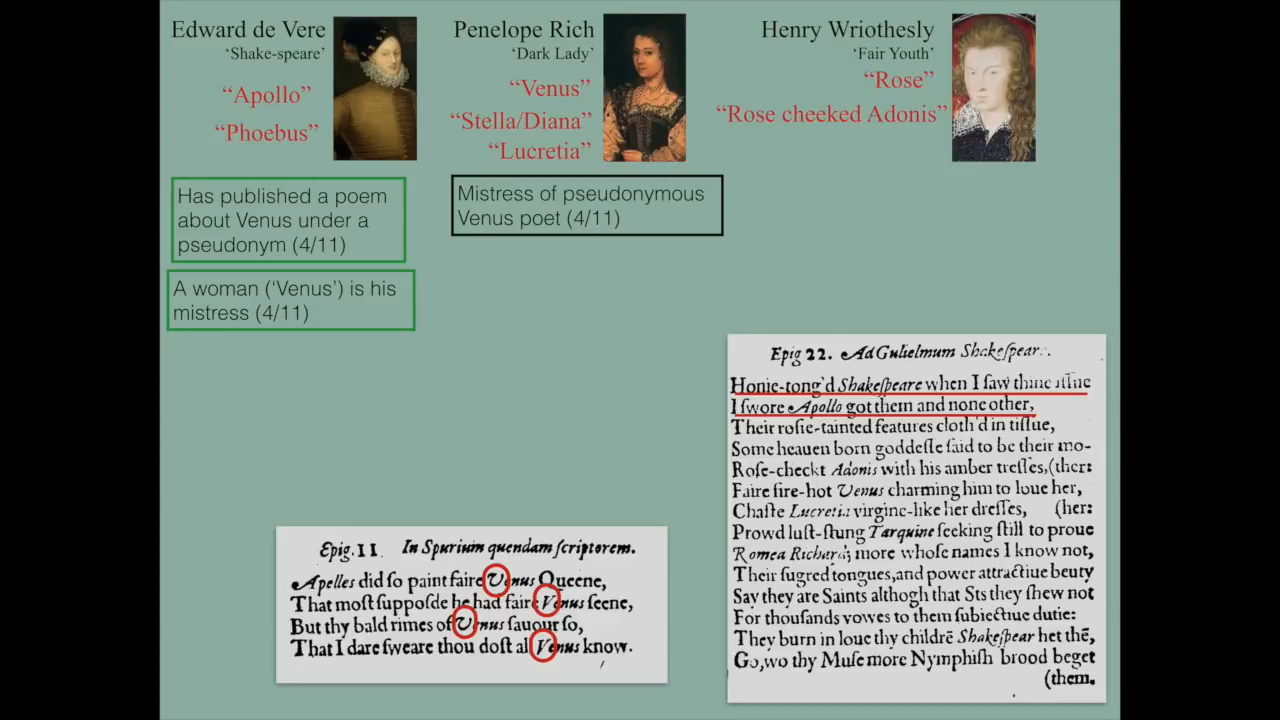 Edward de Vere
‘Shake-speare’
“Apollo”
“Phoebus”
Penelope Rich
‘Dark Lady’
“Venus”
“Stella/Diana”
“Lucretia”
Henry Wriothesly
‘Fair Youth’
“Rose”
“Rose cheeked Adonis”
Has published a poem
about Venus under a
pseudonym (4/11)
A woman (‘Venus’) is his
mistress (4/11)
Mistress of pseudonymous
Venus poet (4/11)
Epig. 11. In Spurium quendam ſcriptorem.
Apelles did ſo paint faire Venus Queene,
That moſt ſuppoſde he had faire Venus ſeene,
But thy bald rimes of Venus ſauour ſo,
That I dare ſweare thou doſt al Venus know.
Epig 22. Ad Gulielmum Shakeſpear.
Honie-tong'd Shakeſpeare when I ſaw thine iſſue
I ſwore Apollo got them and none other,
Their roſie-tainted features cloth'd in tiſſue,
Some heauen born goddeſſe ſaid to be their mo-
Roſe-checkt Adonis with his amber treſſes, (ther:
Faire fire-hot Venus charming him to loue her,
Chaſte Lucretia virgine-like her dreſſes, (her:
Prowd luſt-ſtung Tarquine ſeeking ſtill to proue
Romea Richard; more whoſe names I know not,
Their ſugred tongues, and power attractiue beuty
Say they are Saints althogh that Sts they ſhew not
For thouſands vowes to them ſubiectiue dutie:
They burn in loue thy childrē Shakeſpear het thē,
Go, wo thy Muſe more Nymphiſh brood beget
(them.